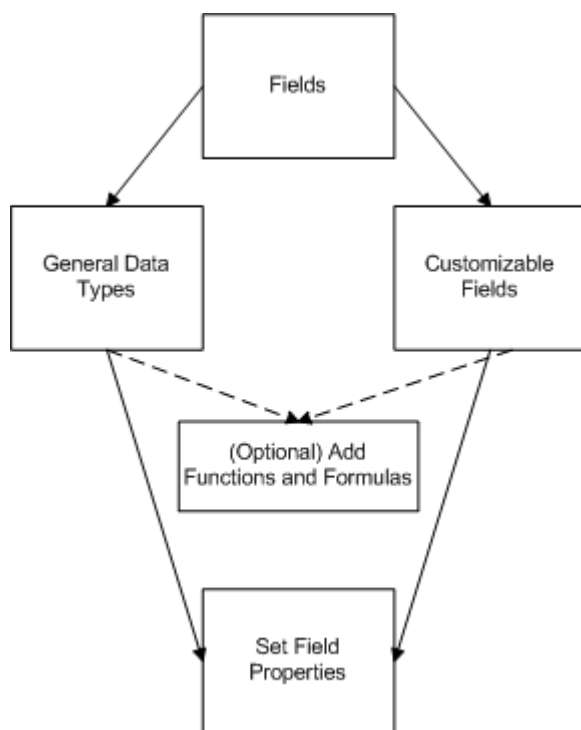 Fields
General Data
Types
Customizable
Fields
(Optional) Add
Functions and Formulas
Set Field
Properties